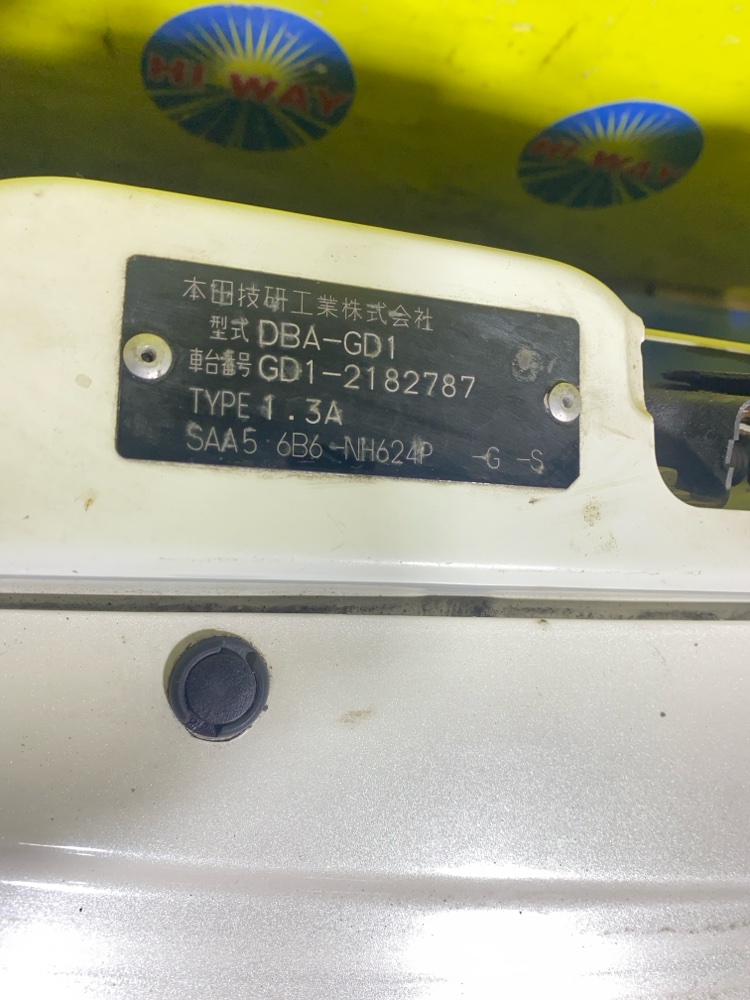 HI WAY
HI WAY
本田技研工業株式会社
型式 DBA-GD1
車台番号 GD1-2182787
TYPE 1.3A
SAA5 6B6-NH624P -G -S